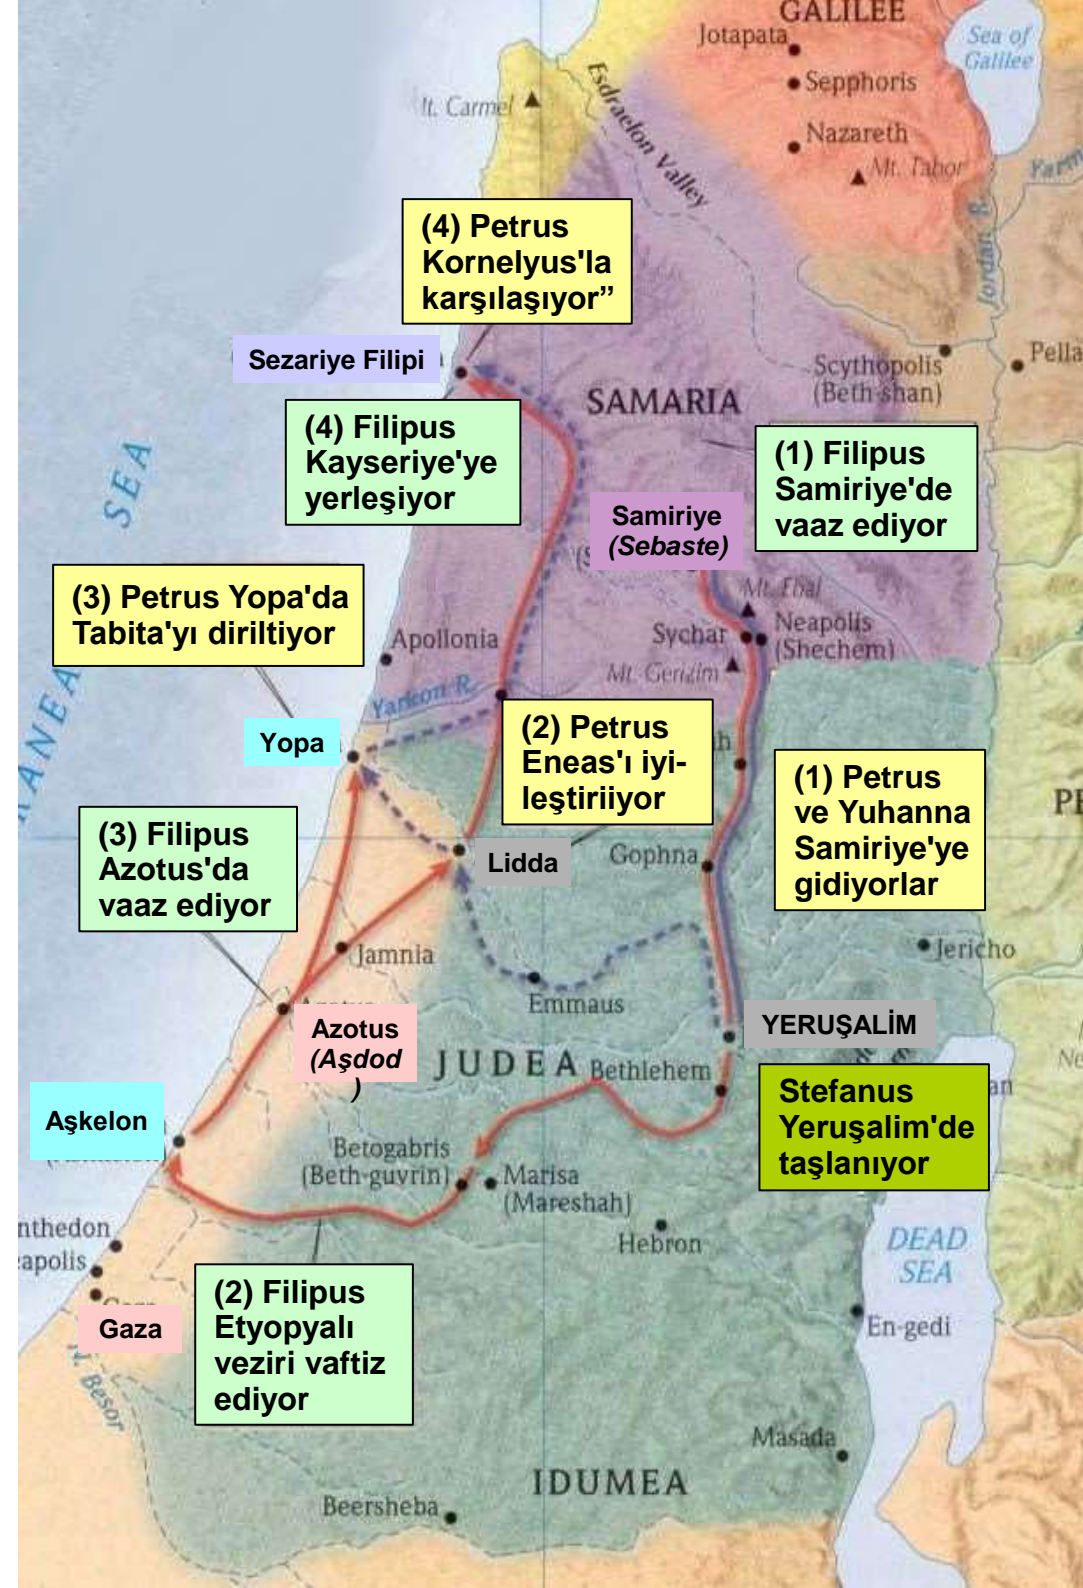 GALILEE
Jotapata
Sea of
Galilee
Sepphoris
Esdraelon Valley
Nazareth
Mt. Tabor
Jordan R.
(4) Petrus
Kornelyus'la
karşılaşıyor”
Sezariye Filipi
Scythopolis
(Beth-shan)
Pella
SAMARIA
(4) Filipus
Kayseriye'ye
yerleşiyor
(1) Filipus
Samiriye'de
vaaz ediyor
SEA
Samiriye
(Sebaste)
(3) Petrus Yopa'da
Tabita'yı diriltiyor
Mt. Ebal
Apollonia
Sychar
Neapolis
(Shechem)
Mt. Gerizim
Yarkon R.
Yopa
(2) Petrus
Eneas'ı iyi-
leştiriiyor
(1) Petrus
ve Yuhanna
Samiriye'ye
gidiyorlar
(3) Filipus
Azotus'da
vaaz ediyor
Lidda
Gophna
Jamnia
Jericho
Emmaus
Azotus
(Aşdod
)
YERUŞALİM
JUDEA
Bethlehem
Stefanus
Yeruşalim'de
taşlanıyor
Aşkelon
Betogabris
(Beth-guvrin)
Marisa
(Mareshah)
Hebron
DEAD
SEA
Gaza
(2) Filipus
Etyopyalı
veziri vaftiz
ediyor
En-gedi
Besor
Masada
IDUMEA
Beersheba